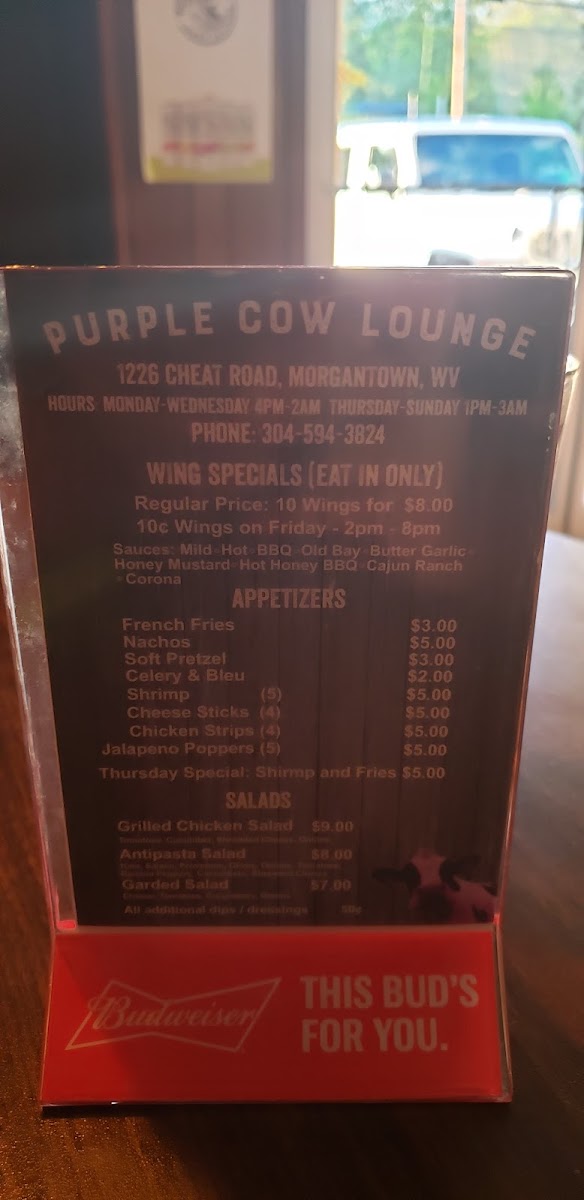 PURPLE COW LOUNGE
1226 CHEAT ROAD, MORGANTOWN, WV
HOURS MONDAY-WEDNESDAY 4PM-2AM THURSDAY-SUNDAY 1PM-3AM
PHONE: 304-594-3824
WING SPECIALS (EAT IN ONLY)
Regular Price: 10 Wings for $8.00
10¢ Wings on Friday - 2pm - 8pm
Sauces: Mild Hot BBQ Old Bay Butter Garlic
Honey Mustard Hot Honey BBQ Cajun Ranch
Corona
APPETIZERS
French Fries $3.00
Nachos $5.00
Soft Pretzel $3.00
Celery & Bleu $2.00
Shrimp (5) $5.00
Cheese Sticks (4) $5.00
Chicken Strips (4) $5.00
Jalapeno Poppers (5) $5.00
Thursday Special: Shirmp and Fries $5.00
SALADS
Grilled Chicken Salad $9.00
Antipasta Salad $8.00
Garded Salad $7.00
All additional dips / dressings 50¢
Budweiser
THIS BUD'S
FOR YOU.